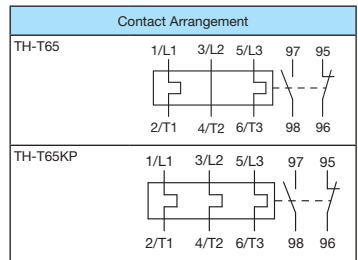 Contact Arrangement
TH-T65
1/L1 3/L2 5/L3 97 95
2/T1 4/T2 6/T3 98 96
TH-T65KP
1/L1 3/L2 5/L3 97 95
2/T1 4/T2 6/T3 98 96